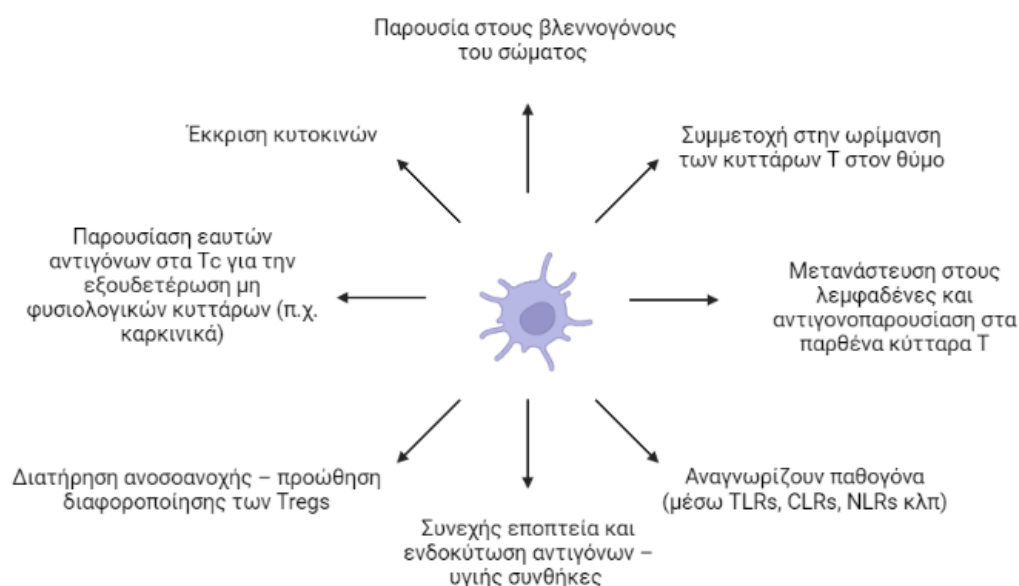 Παρουσία στους βλεννογόνους
του σώματος
Έκκριση κυτοκινών
Συμμετοχή στην ωρίμανση
των κυττάρων Τ στον θύμο
Παρουσίαση εαυτών
αντιγόνων στα Tc για την
εξουδετέρωση μη
φυσιολογικών κυττάρων (π.χ.
καρκινικά)
Μετανάστευση στους
λεμφαδένες και
αντιγονοπαρουσίαση στα
παρθένα κύτταρα Τ
Διατήρηση ανοσοανοχής – προώθηση
διαφοροποίησης των Tregs
Συνεχής εποπτεία και
ενδοκύτωση αντιγόνων –
υγιής συνθήκες
Αναγνωρίζουν παθογόνα
(μέσω TLRs, CLRs, NLRs κλπ)